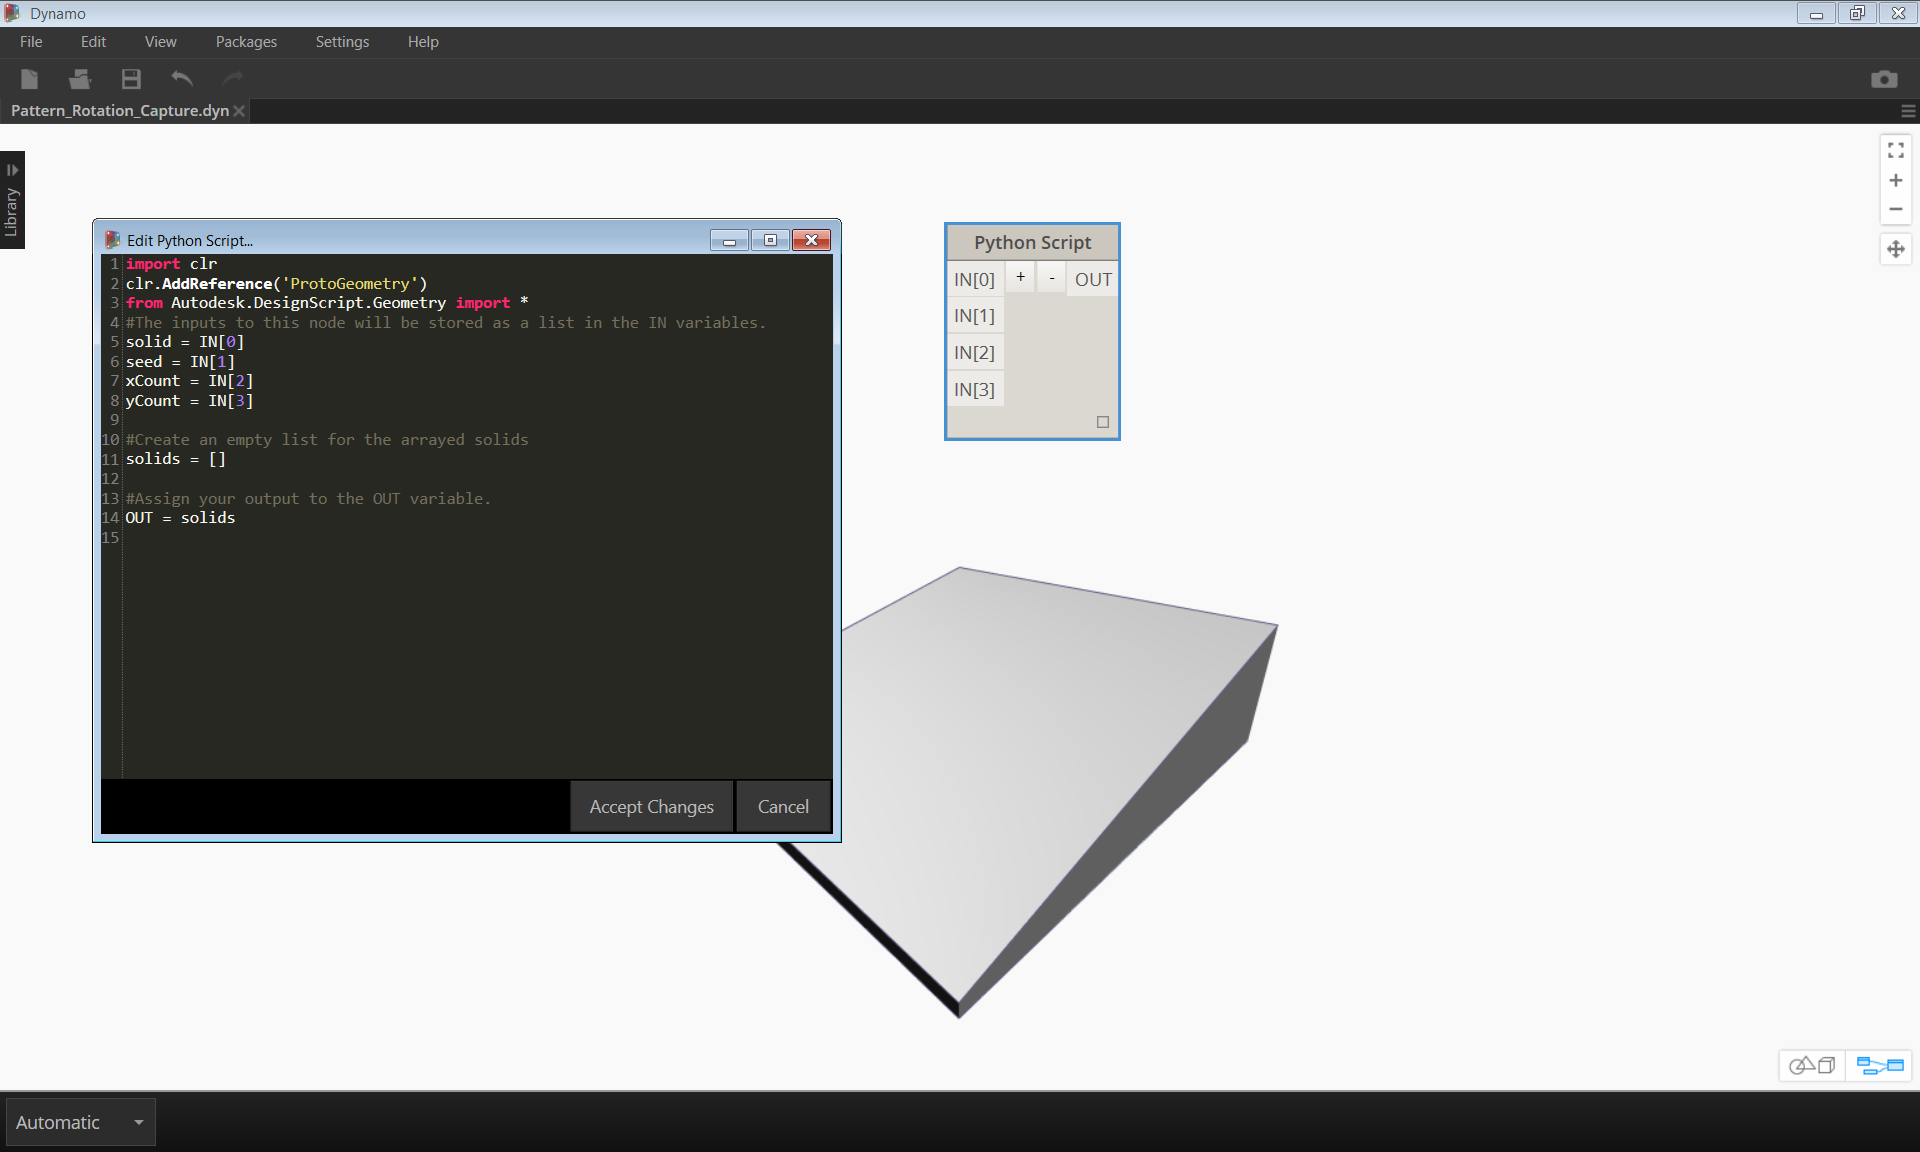 Dynamo
File Edit View Packages Settings Help
Pattern_Rotation_Capture.dyn
Library
Edit Python Script...
1 import clr
2 clr.AddReference('ProtoGeometry')
3 from Autodesk.DesignScript.Geometry import *
4 #The inputs to this node will be stored as a list in the IN variables.
5 solid = IN[0]
6 seed = IN[1]
7 xCount = IN[2]
8 yCount = IN[3]
9
10 #Create an empty list for the arrayed solids
11 solids = []
12
13 #Assign your output to the OUT variable.
14 OUT = solids
15
Accept Changes Cancel
Python Script
IN[0] + - OUT
IN[1]
IN[2]
IN[3]
Automatic